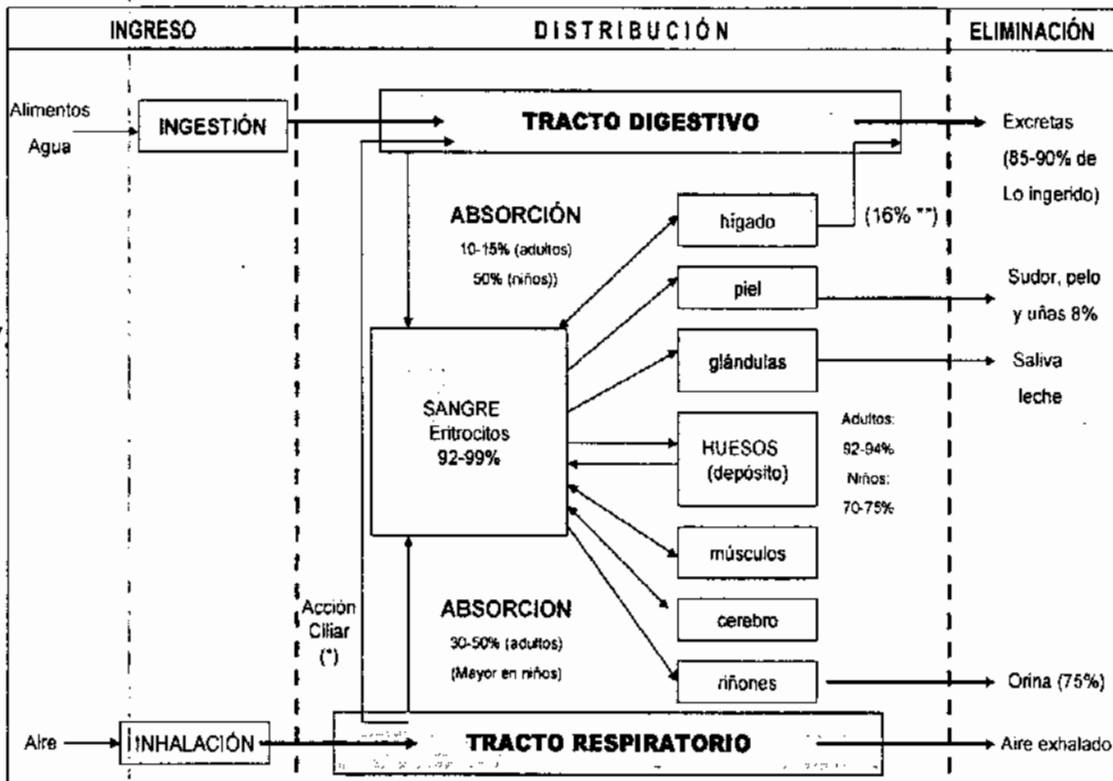 INGRESO
DISTRIBUCIÓN
ELIMINACIÓN
Alimentos
Agua
INGESTIÓN
TRACTO DIGESTIVO
Excretas
(85-90% de
Lo ingerido)
ABSORCIÓN
10-15% (adultos)
50% (niños))
hígado
(16% **)
piel
Sudor, pelo
y uñas 8%
glándulas
Saliva
leche
SANGRE
Eritrocitos
92-99%
HUESOS
(depósito)
Adultos:
92-94%
Niños:
70-75%
músculos
cerebro
Acción
Ciliar
(*)
ABSORCION
30-50% (adultos)
(Mayor en niños)
riñones
Orina (75%)
Aire
INHALACIÓN
TRACTO RESPIRATORIO
Aire exhalado